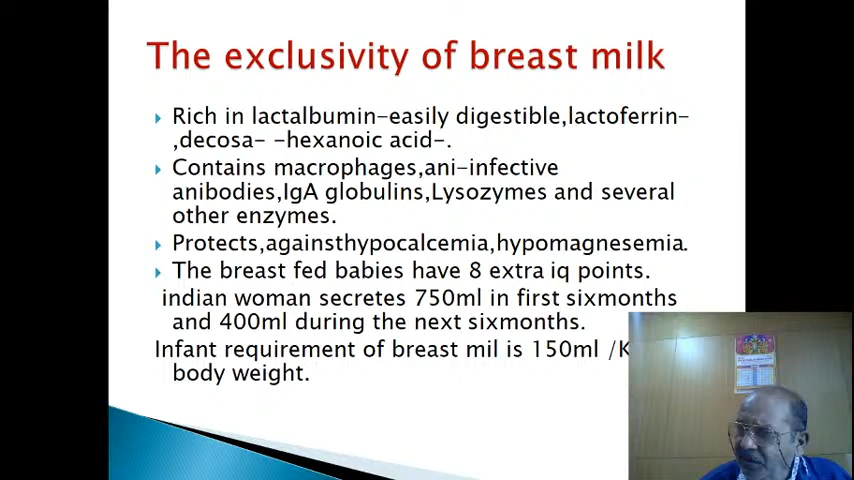 The exclusivity of breast milk
Rich in lactalbumin-easily digestible,lactoferrin-
,decosa- -hexanoic acid-.
Contains macrophages,ani-infective
anibodies,IgA globulins,Lysozymes and several
other enzymes.
Protects,againsthypocalcemia,hypomagnesemia.
The breast fed babies have 8 extra iq points.
indian woman secretes 750ml in first sixmonths
and 400ml during the next sixmonths.
Infant requirement of breast mil is 150ml /K
body weight.